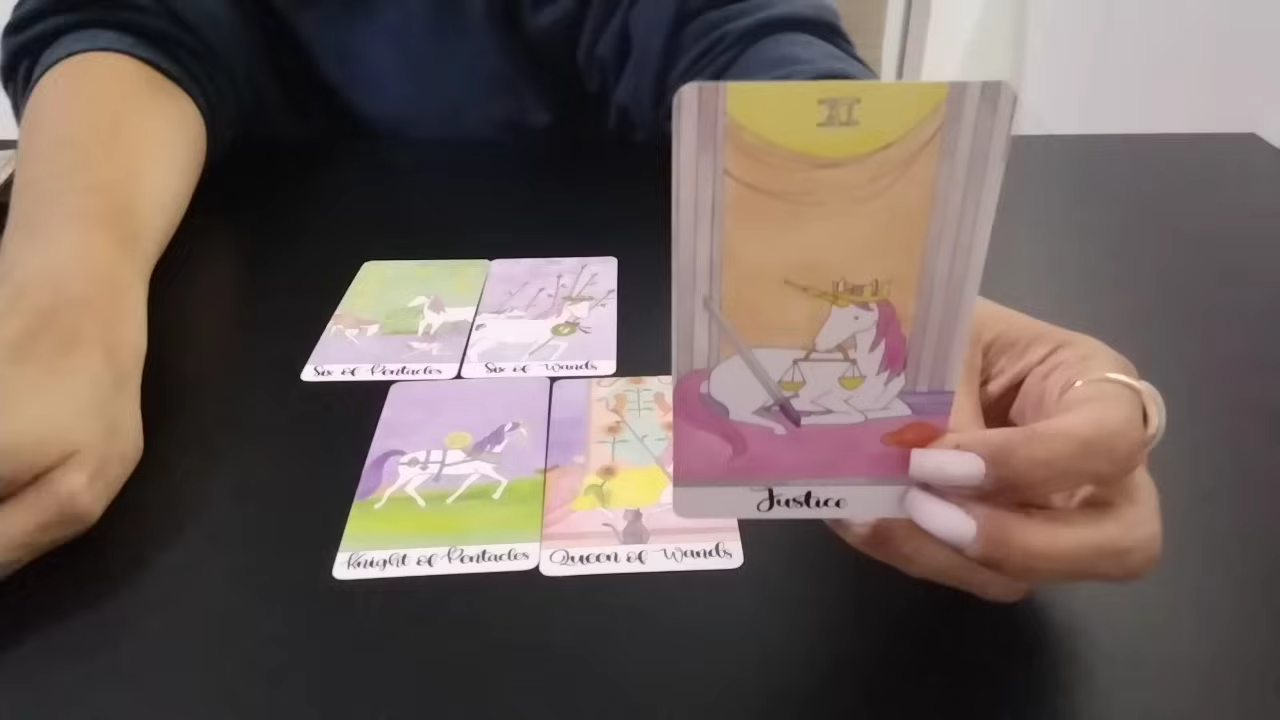 XI
Justice
Six of Pentacles
Six of Wands
Knight of Pentacles
Queen of Wands